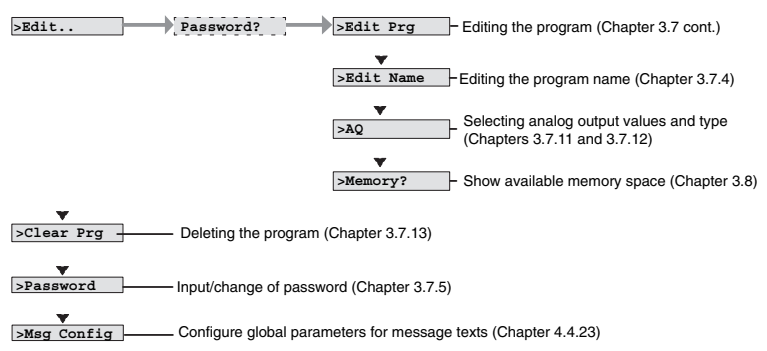 >Edit..
Password?
>Edit Prg
Editing the program (Chapter 3.7 cont.)
>Edit Name
Editing the program name (Chapter 3.7.4)
>AQ
Selecting analog output values and type
(Chapters 3.7.11 and 3.7.12)
>Memory?
Show available memory space (Chapter 3.8)
>Clear Prg
Deleting the program (Chapter 3.7.13)
>Password
Input/change of password (Chapter 3.7.5)
>Msg Config
Configure global parameters for message texts (Chapter 4.4.23)